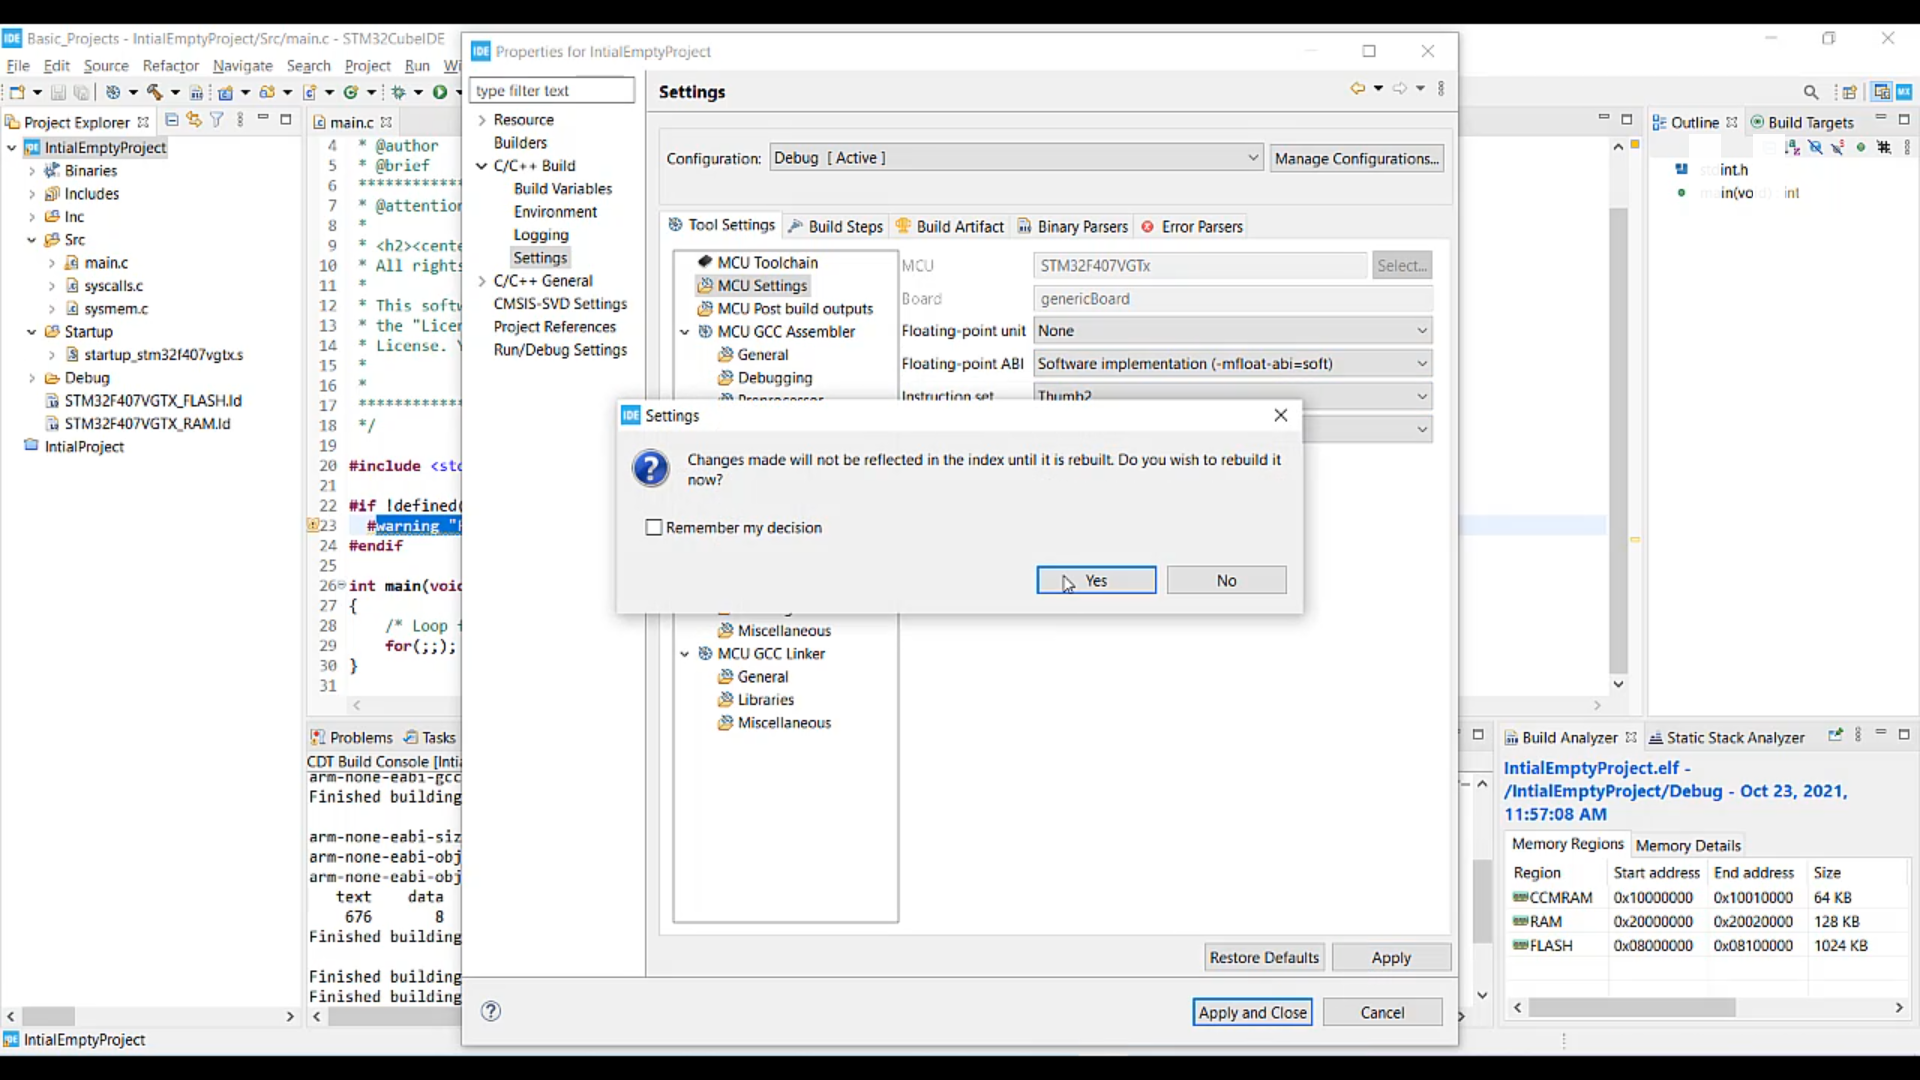 IDE Basic_Projects - IntialEmptyProject/Src/main.c - STM32CubeIDE
File Edit Source Refactor Navigate Search Project Run
Project Explorer
IntialEmptyProject
Binaries
Includes
Inc
Src
main.c
syscalls.c
sysmem.c
Startup
startup_stm32f407vgtx.s
Debug
STM32F407VGTX_FLASH.ld
STM32F407VGTX_RAM.ld
IntialProject
IntialEmptyProject
main.c
4 * @author
5 * @brief
6 *************
7 * @attention
8 *
9 * <h2><cente
10 * All rights
11 *
12 * This softw
13 * the "Licen
14 * License. Y
15 *
16 *
17 *************
18 */
19
20 #include <std
21
22 #if !defined(
23 #warning "
24 #endif
25
26 int main(void
27 {
28 /* Loop
29 for(;;);
30 }
31
Problems Tasks
CDT Build Console [Intia
arm-none-eabi-gcc
Finished building
arm-none-eabi-siz
arm-none-eabi-obj
arm-none-eabi-obj
text data
676 8
Finished building
Finished building
Finished building
IDE Properties for IntialEmptyProject
type filter text
Resource
Builders
C/C++ Build
Build Variables
Environment
Logging
Settings
C/C++ General
CMSIS-SVD Settings
Project References
Run/Debug Settings
Settings
Configuration: Debug [ Active ] Manage Configurations...
Tool Settings Build Steps Build Artifact Binary Parsers Error Parsers
MCU Toolchain
MCU Settings
MCU Post build outputs
MCU GCC Assembler
General
Debugging
Preprocessor
Miscellaneous
MCU GCC Linker
General
Libraries
Miscellaneous
MCU STM32F407VGTx Select...
Board genericBoard
Floating-point unit None
Floating-point ABI Software implementation (-mfloat-abi=soft)
Instruction set Thumb2
IDE Settings
Changes made will not be reflected in the index until it is rebuilt. Do you wish to rebuild it
now?
Remember my decision
Yes No
Restore Defaults Apply
Apply and Close Cancel
Outline Build Targets
int.h
int
MX
Build Analyzer Static Stack Analyzer
IntialEmptyProject.elf -
/IntialEmptyProject/Debug - Oct 23, 2021,
11:57:08 AM
Memory Regions Memory Details
Region Start address End address Size
CCMRAM 0x10000000 0x10010000 64 KB
RAM 0x20000000 0x20020000 128 KB
FLASH 0x08000000 0x08100000 1024 KB